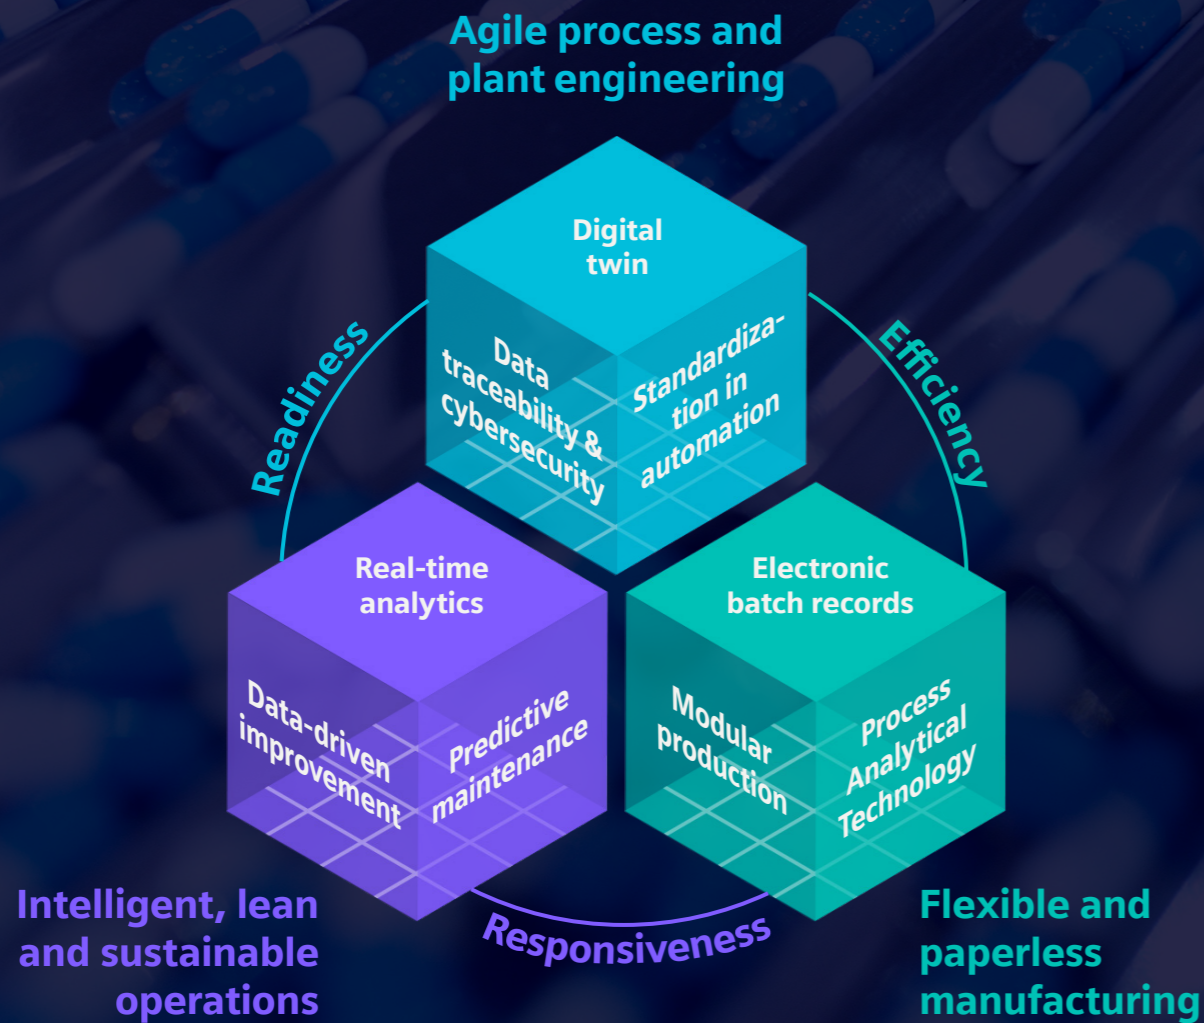 Agile process and
plant engineering
Digital
twin
Data
traceability &
cybersecurity
Standardiza-
tion in
automation
Readiness
Efficiency
Real-time
analytics
Data-driven
improvement
Predictive
maintenance
Electronic
batch records
Modular
production
Process
Analytical
Technology
Responsiveness
Intelligent, lean
and sustainable
operations
Flexible and
paperless
manufacturing